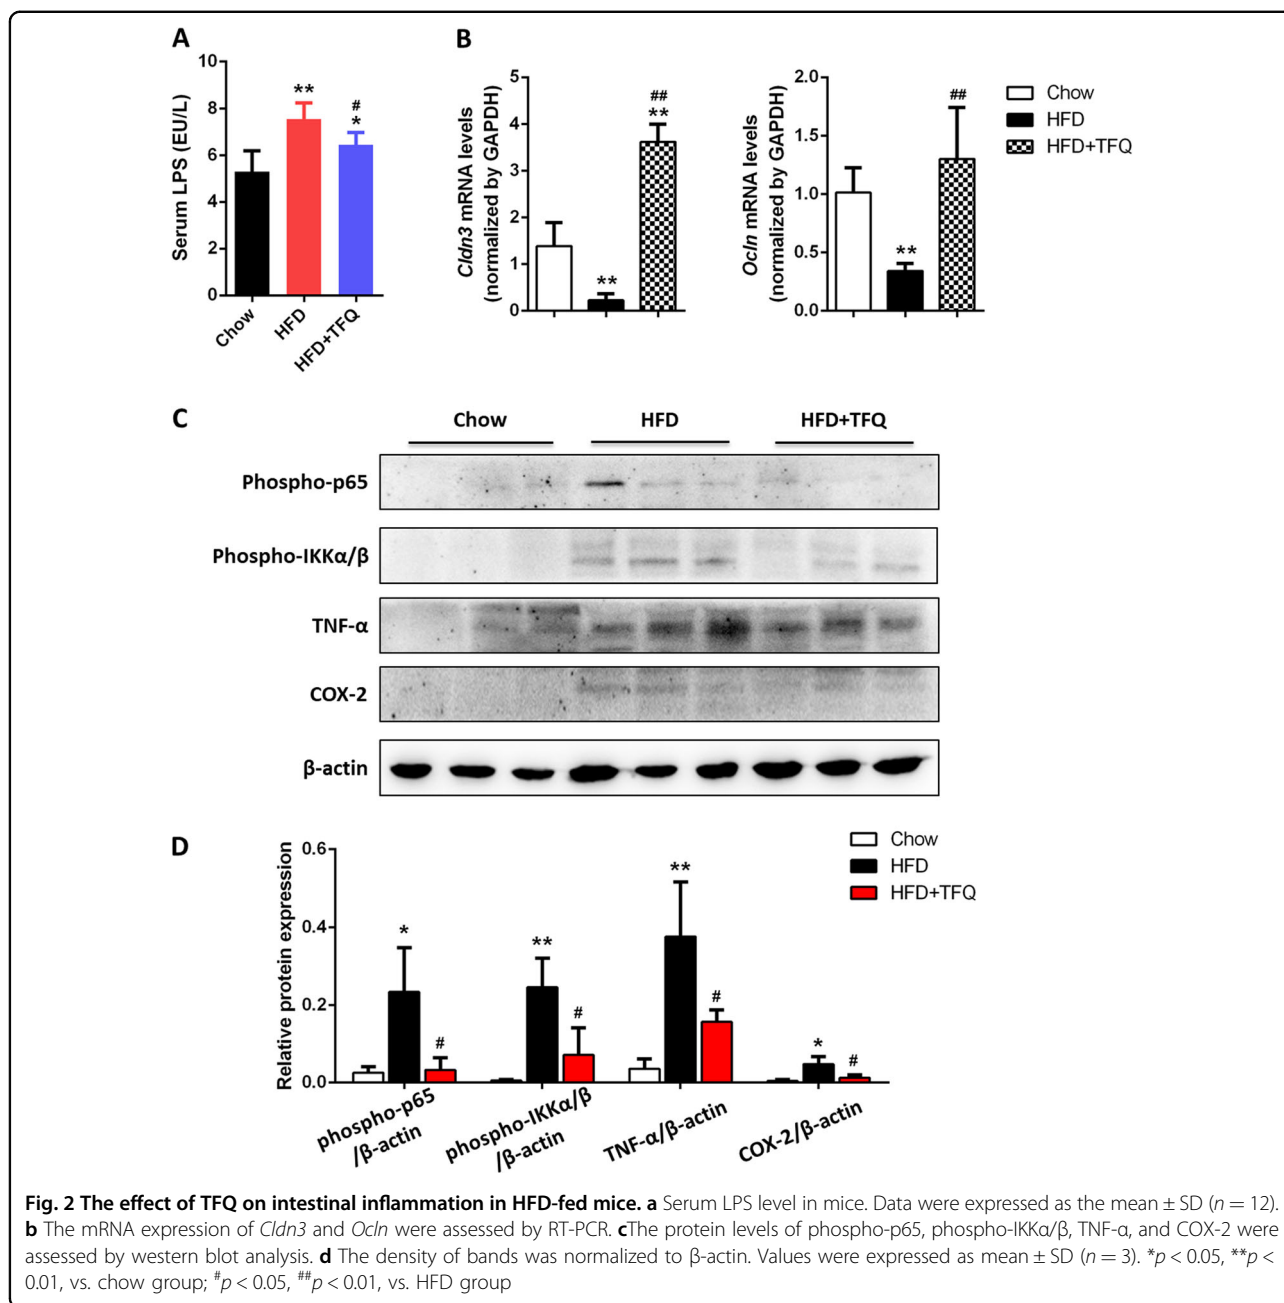 A
Serum LPS (EU/L)
10
8
6
4
2
0
**
#
*
Chow
HFD
HFD+TFQ
B
Cldn3 mRNA levels
(normalized by GAPDH)
5
4
3
2
1
0
**
##
**
Ocln mRNA levels
(normalized by GAPDH)
2.0
1.5
1.0
0.5
0.0
**
##
Chow
HFD
HFD+TFQ
C
Chow HFD HFD+TFQ
Phospho-p65
Phospho-IKKα/β
TNF-α
COX-2
β-actin
D
Relative protein expression
0.6
0.4
0.2
0.0
*
#
**
#
**
#
*
#
phospho-p65
/β-actin
phospho-IKKα/β
/β-actin
TNF-α/β-actin
COX-2/β-actin
Chow
HFD
HFD+TFQ
Fig. 2 The effect of TFQ on intestinal inflammation in HFD-fed mice. a Serum LPS level in mice. Data were expressed as the mean ± SD (n = 12).
b The mRNA expression of Cldn3 and Ocln were assessed by RT-PCR. cThe protein levels of phospho-p65, phospho-IKKα/β, TNF-α, and COX-2 were
assessed by western blot analysis. d The density of bands was normalized to β-actin. Values were expressed as mean ± SD (n = 3). *p < 0.05, **p <
0.01, vs. chow group; #p < 0.05, ##p < 0.01, vs. HFD group